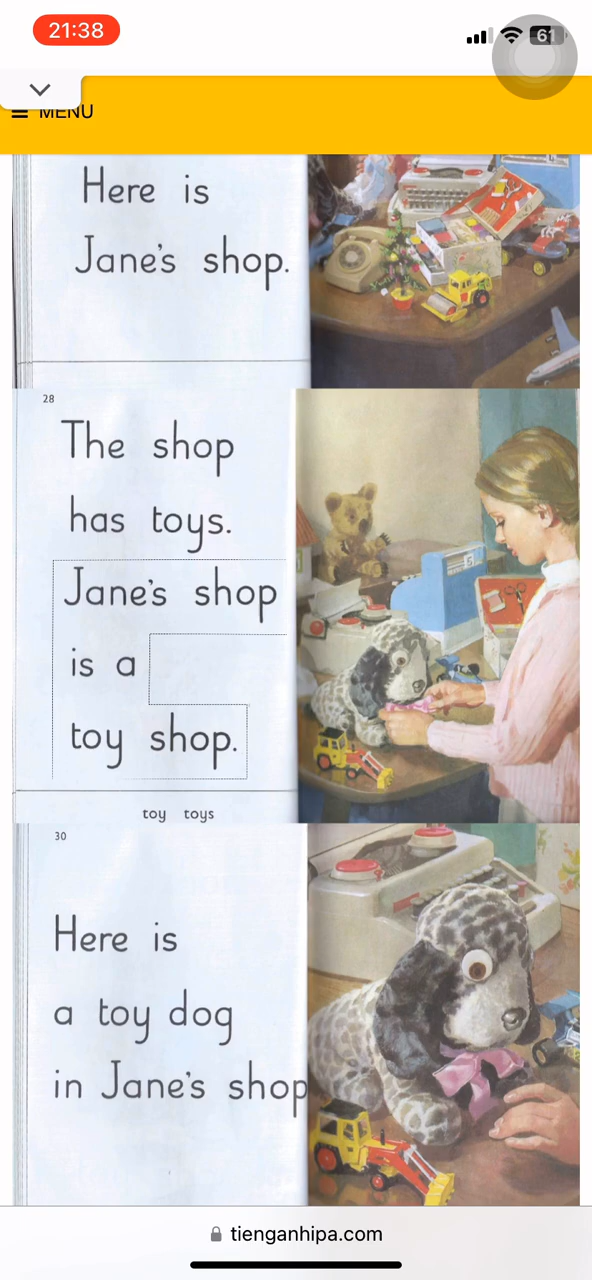 21:38
61
MENU
Here is
Jane's shop.
28
The shop
has toys.
Jane's shop
is a
toy shop.
toy toys
30
Here is
a toy dog
in Jane's shop
tienganhipa.com